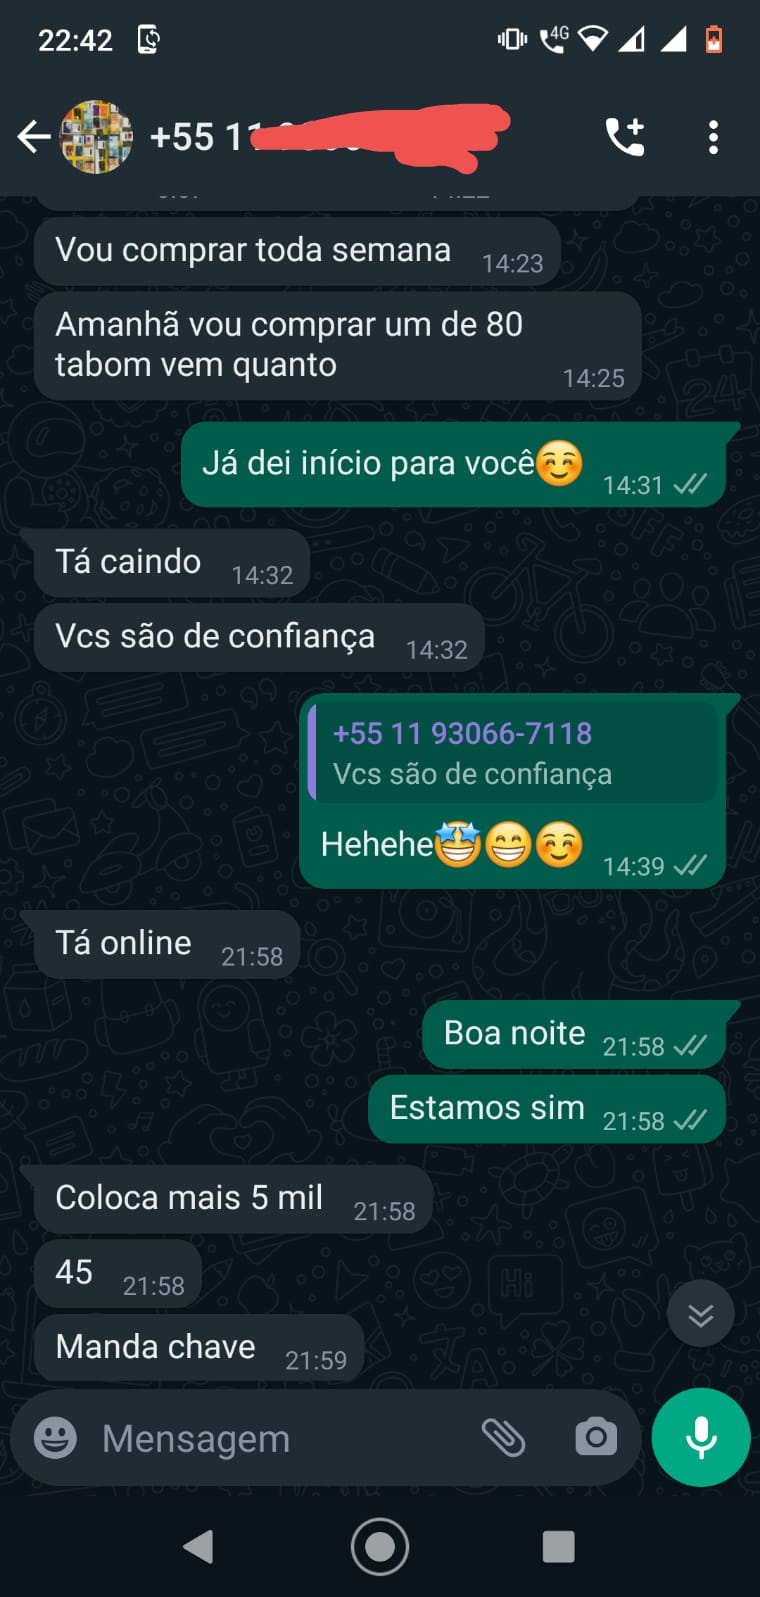 22:42
4G
+55 11
Vou comprar toda semana
14:23
Amanhã vou comprar um de 80
tabom vem quanto
14:25
Já dei início para você☺️
14:31
Tá caindo
14:32
Vcs são de confiança
14:32
+55 11 93066-7118
Vcs são de confiança
Hehehe🤩😁☺️
14:39
Tá online
21:58
Boa noite
21:58
Estamos sim
21:58
Coloca mais 5 mil
21:58
45
21:58
Manda chave
21:59
Mensagem